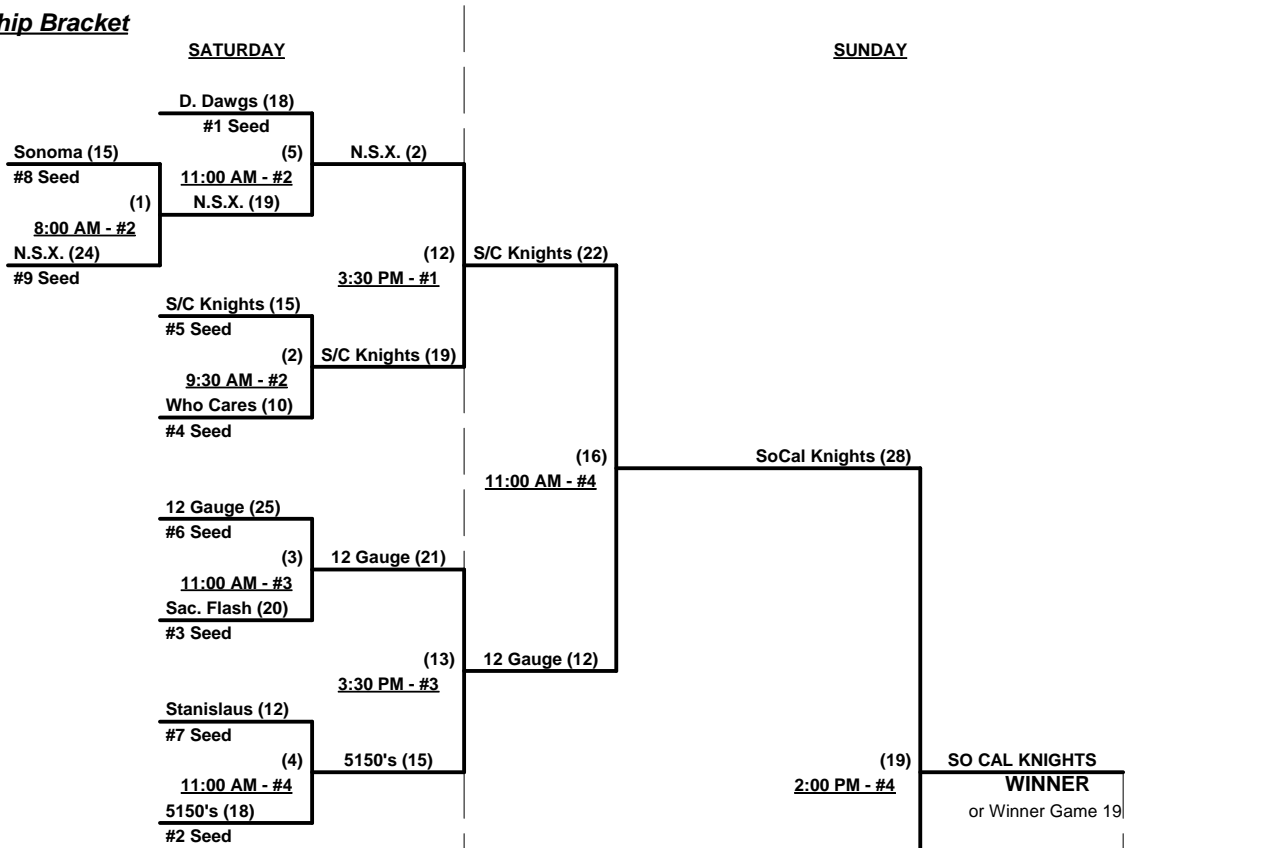 hip Bracket
SATURDAY
SUNDAY
D. Dawgs (18)
#1 Seed
Sonoma (15)
(5)
N.S.X. (2)
#8 Seed
11:00 AM - #2
(1)
N.S.X. (19)
8:00 AM - #2
N.S.X. (24)
(12)
S/C Knights (22)
#9 Seed
3:30 PM - #1
S/C Knights (15)
#5 Seed
(2)
S/C Knights (19)
9:30 AM - #2
Who Cares (10)
#4 Seed
(16)
SoCal Knights (28)
11:00 AM - #4
12 Gauge (25)
#6 Seed
(3)
12 Gauge (21)
11:00 AM - #3
Sac. Flash (20)
#3 Seed
(13)
12 Gauge (12)
3:30 PM - #3
Stanislaus (12)
#7 Seed
(4)
5150's (15)
(19)
SO CAL KNIGHTS
11:00 AM - #4
2:00 PM - #4
WINNER
5150's (18)
or Winner Game 19
#2 Seed